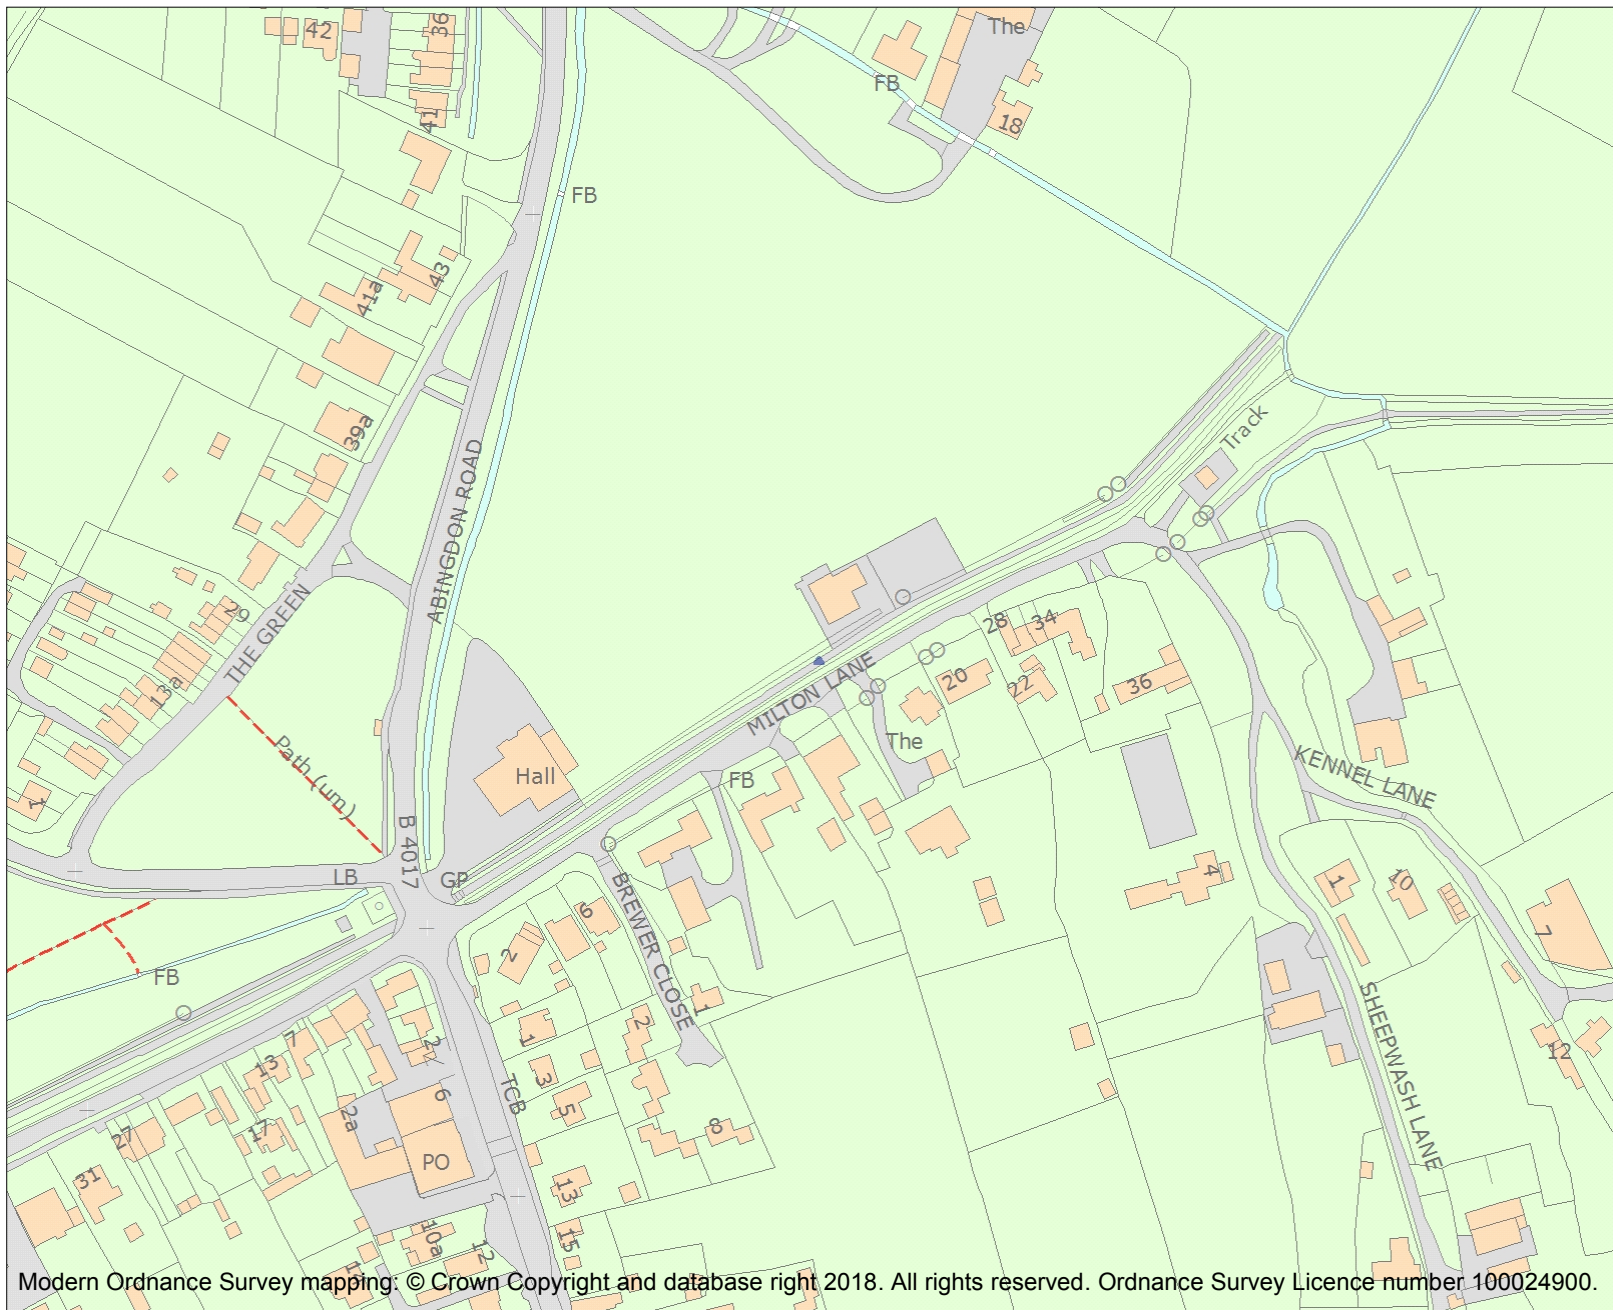 42
36
The
FB
41
18
FB
43
41a
39a
Track
ABINGDON ROAD
29
THE GREEN
28
34
13a
MILTON LANE
20
22
36
The
Path (um)
Hall
FB
KENNEL LANE
1
B 4017
LB
GP
4
1
10
BREWER CLOSE
6
7
2
FB
SHEEPWASH LANE
1
2
1
7
2
12
13
3
TCB
6
5
2a
8
17
27
PO
31
13
10a
15
12
Modern Ordnance Survey mapping: © Crown Copyright and database right 2018. All rights reserved. Ordnance Survey Licence number 100024900.